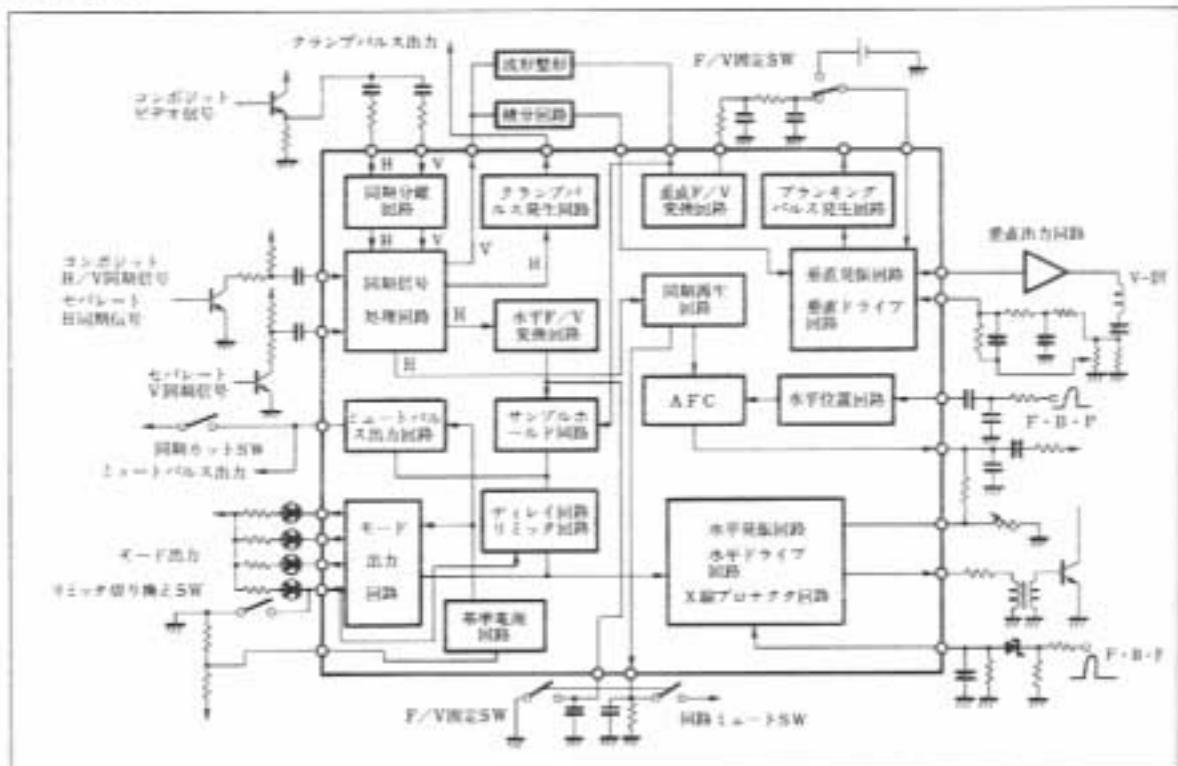 クランプパルス出力
波形整形
F/V固定SW
コンポジット
ビデオ信号
積分回路
H
V
同期分離
回路
クランプパ
ルス発生回路
垂直F/V
変換回路
ブランキング
パルス発生回路
H
V
V
H
垂直出力回路
コンポジット
H/V同期信号
セパレート
H同期信号
同期信号
処理回路
H
水平F/V
変換回路
同期再生
回路
垂直発振回路
垂直ドライブ
回路
V-DY
H
セパレート
V同期信号
AFC
水平位置回路
F・B・P
ミュートパル
ス出力回路
サンプルホ
ールド回路
同期カットSW
ミュートパルス出力
モード
出力
回路
ディレイ回路
リミッタ回路
水平発振回路
水平ドライブ
回路
X線プロテクタ回路
モード出力
リミッタ切り換えSW
基準電源
回路
F・B・P
F/V固定SW
回路ミュートSW